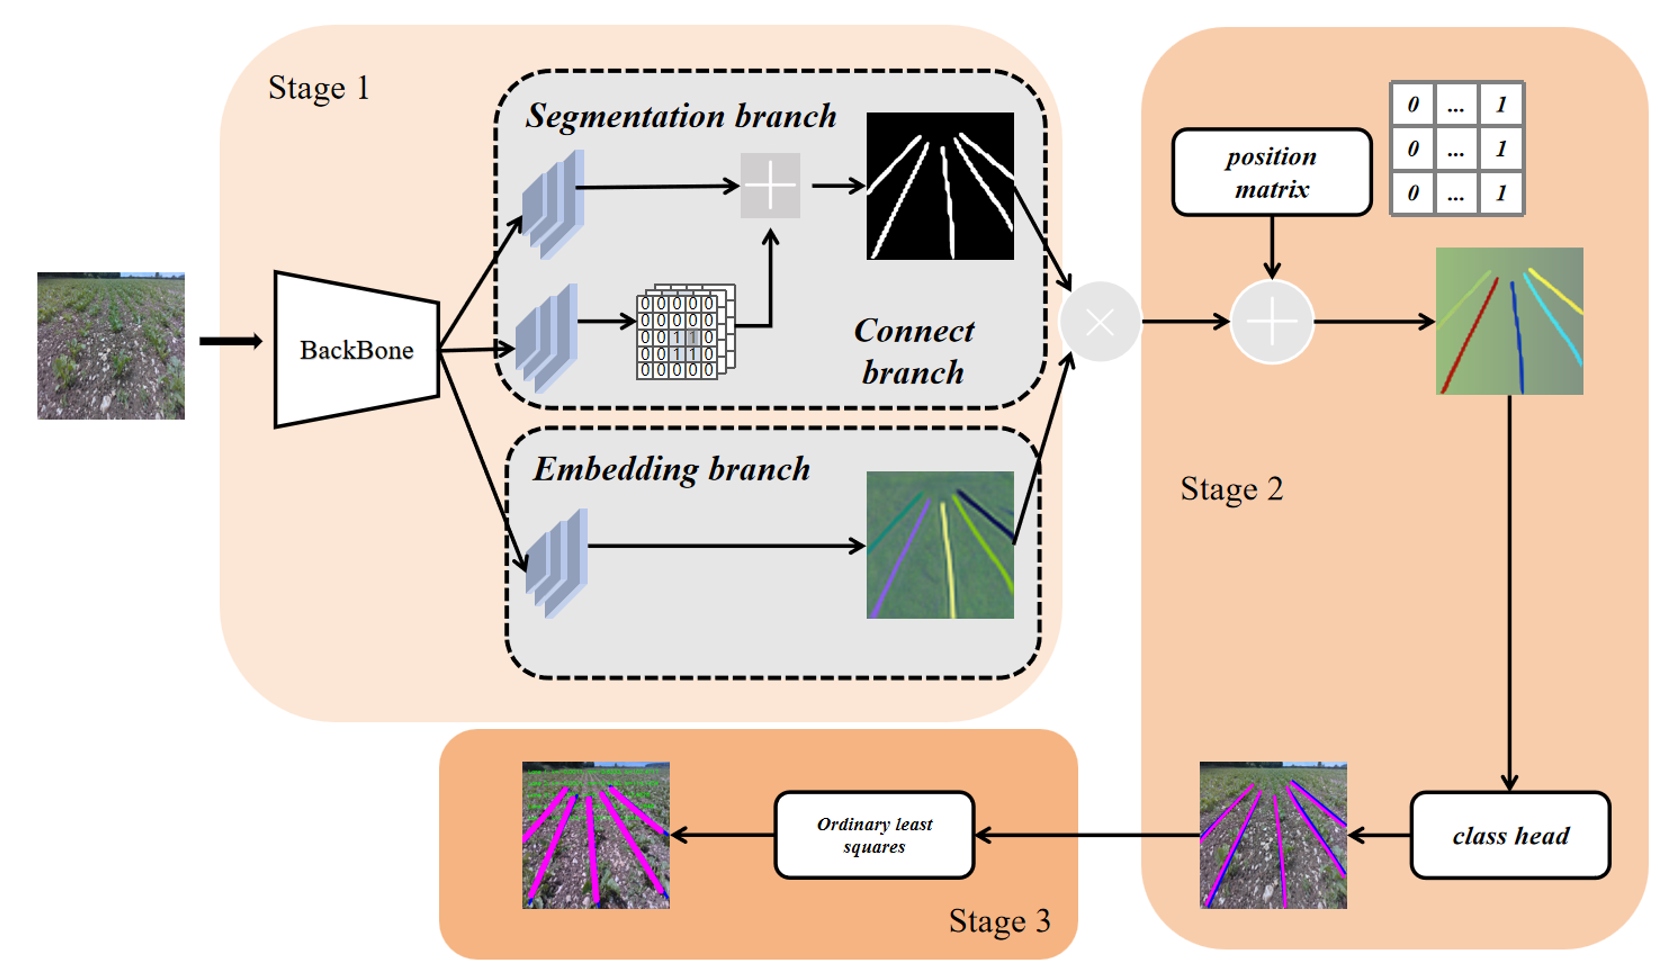 Stage 1
Segmentation branch
BackBone
0 0 0 0 0
0 0 0 0 0
0 0 1 1 0
0 0 1 1 0
0 0 0 0 0
Connect
branch
Embedding branch
position
matrix
0 ... 1
0 ... 1
0 ... 1
Stage 2
class head
Ordinary least
squares
Stage 3